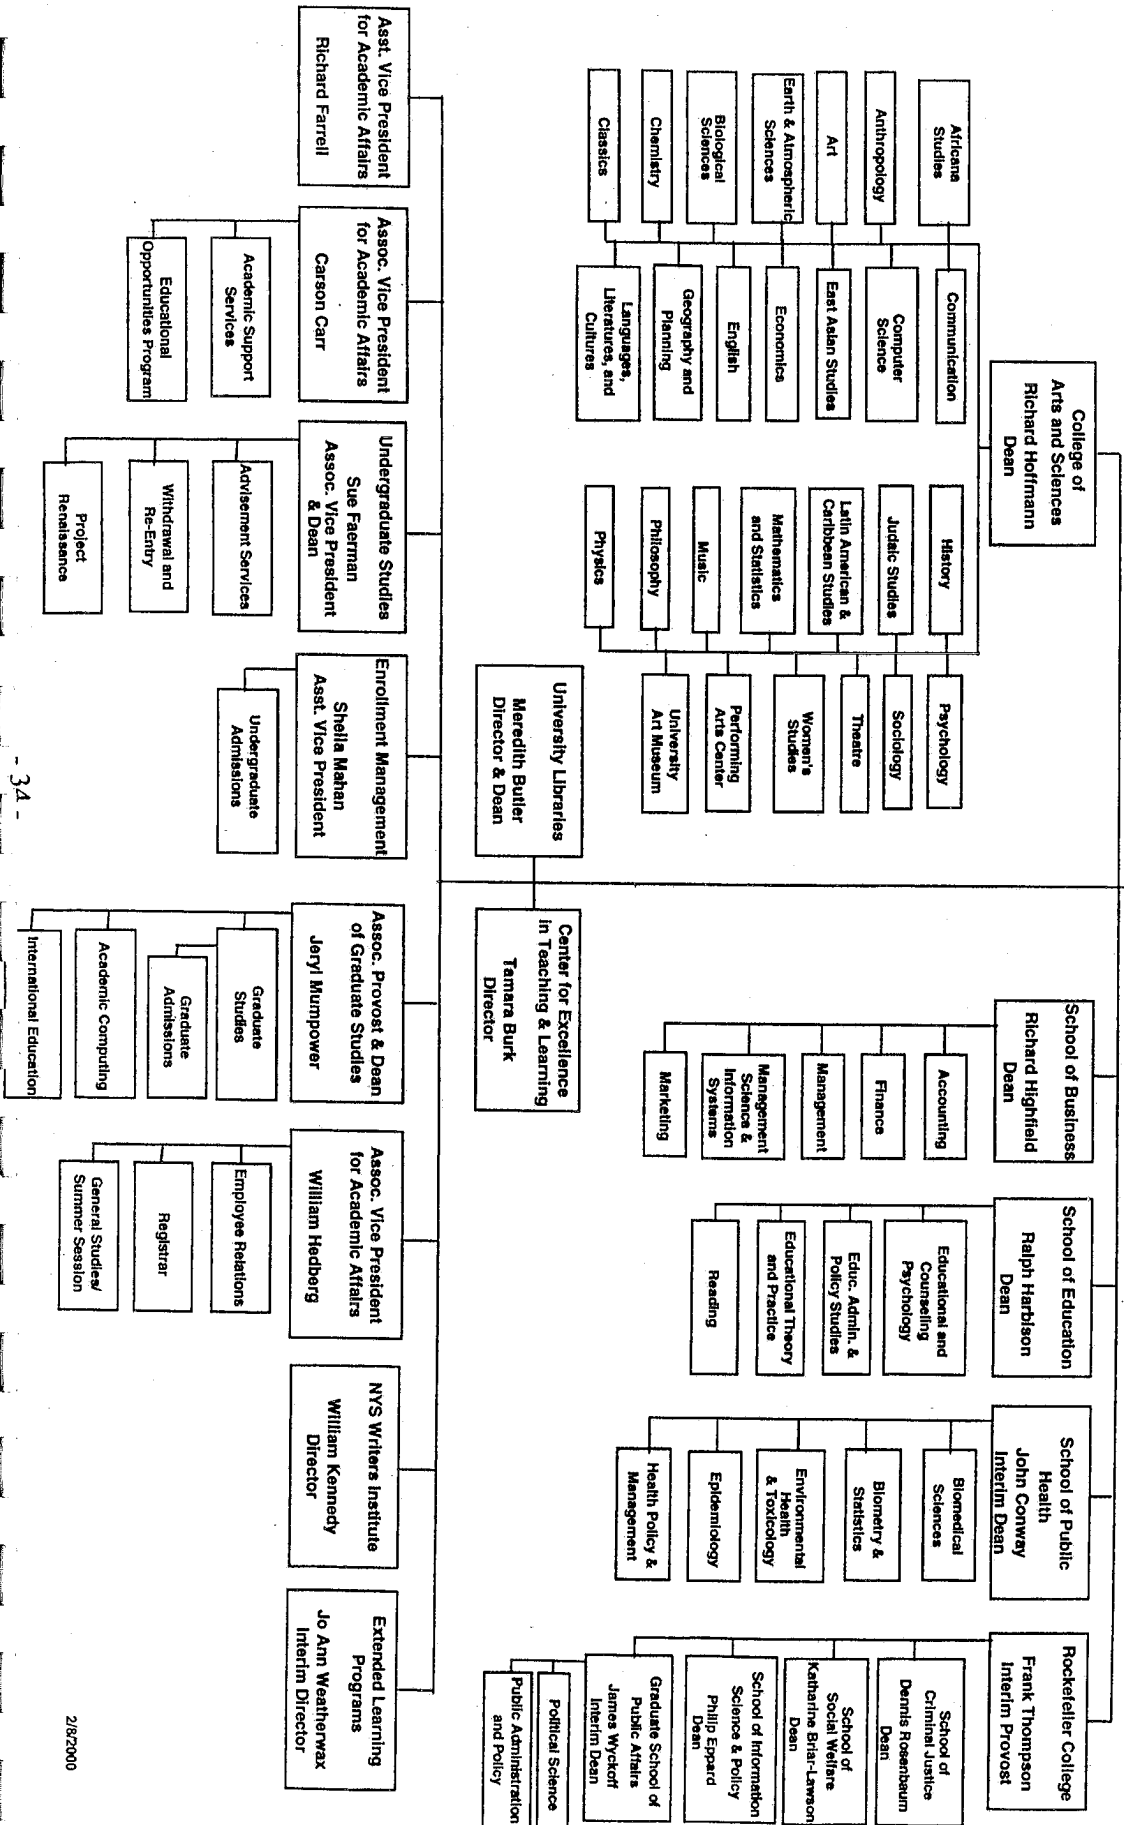 College of
Arts and Sciences
Richard Hoffmann
Dean
Africana
Studies
Anthropology
Art
Earth & Atmospheric
Sciences
Biological
Sciences
Chemistry
Classics
Communication
Computer
Science
East Asian Studies
Economics
English
Geography and
Planning
Languages,
Literatures, and
Cultures
History
Judaic Studies
Latin American &
Caribbean Studies
Mathematics
and Statistics
Music
Philosophy
Physics
Psychology
Sociology
Theatre
Women's
Studies
Performing
Arts Center
University
Art Museum
School of Business
Richard Highfield
Dean
Accounting
Finance
Management
Management
Science &
Information
Systems
Marketing
School of Education
Ralph Harbison
Dean
Educational and
Counseling
Psychology
Educ. Admin. &
Policy Studies
Educational Theory
and Practice
Reading
School of Public
Health
John Conway
Interim Dean
Biomedical
Sciences
Biometry &
Statistics
Environmental
Health
& Toxicology
Epidemiology
Health Policy &
Management
Rockefeller College
Frank Thompson
Interim Provost
School of
Criminal Justice
Dennis Rosenbaum
Dean
School of
Social Welfare
Katharine Briar-Lawson
Dean
School of Information
Science & Policy
Philip Eppard
Dean
Graduate School of
Public Affairs
James Wyckoff
Interim Dean
Political Science
Public Administration
and Policy
University Libraries
Meredith Butler
Director & Dean
Center for Excellence
in Teaching & Learning
Tamara Burk
Director
Asst. Vice President
for Academic Affairs
Richard Farrell
Assoc. Vice President
for Academic Affairs
Carson Carr
Academic Support
Services
Educational
Opportunities Program
Undergraduate Studies
Sue Faerman
Assoc. Vice President
& Dean
Advisement Services
Withdrawal and
Re-Entry
Project
Renaissance
Enrollment Management
Sheila Mahan
Asst. Vice President
Undergraduate
Admissions
Assoc. Provost & Dean
of Graduate Studies
Jeryl Mumpower
Graduate
Studies
Graduate
Admissions
Academic Computing
International Education
Assoc. Vice President
for Academic Affairs
William Hedberg
Employee Relations
Registrar
General Studies/
Summer Session
NYS Writers Institute
William Kennedy
Director
Extended Learning
Programs
Jo Ann Weatherwax
Interim Director
- 3A -
2/8/2000